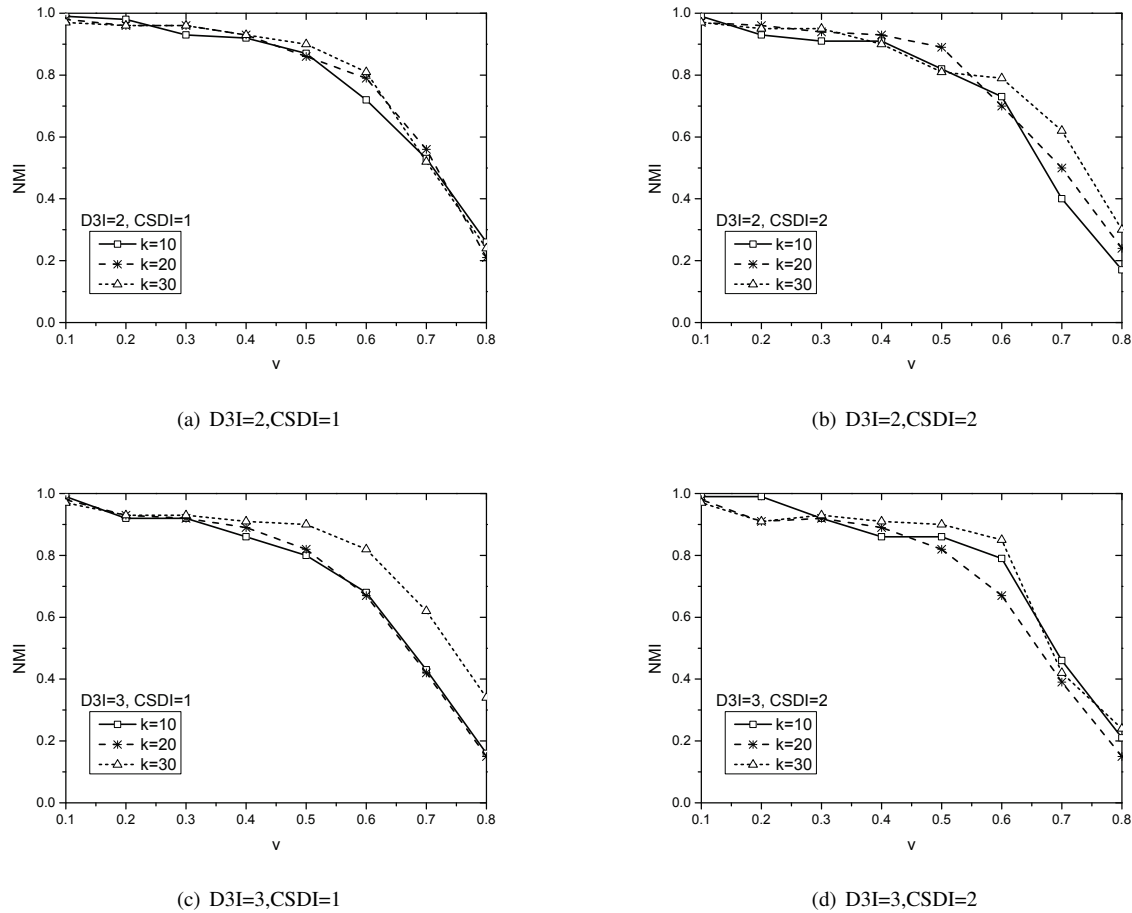 1.0
0.8
0.6
0.4
0.2
0.0
NMI
D3I=2, CSDI=1
k=10
k=20
k=30
0.1 0.2 0.3 0.4 0.5 0.6 0.7 0.8
v
(a) D3I=2,CSDI=1
1.0
0.8
0.6
0.4
0.2
0.0
NMI
D3I=2, CSDI=2
k=10
k=20
k=30
0.1 0.2 0.3 0.4 0.5 0.6 0.7 0.8
v
(b) D3I=2,CSDI=2
1.0
0.8
0.6
0.4
0.2
0.0
NMI
D3I=3, CSDI=1
k=10
k=20
k=30
0.1 0.2 0.3 0.4 0.5 0.6 0.7 0.8
v
(c) D3I=3,CSDI=1
1.0
0.8
0.6
0.4
0.2
0.0
NMI
D3I=3, CSDI=2
k=10
k=20
k=30
0.1 0.2 0.3 0.4 0.5 0.6 0.7 0.8
v
(d) D3I=3,CSDI=2